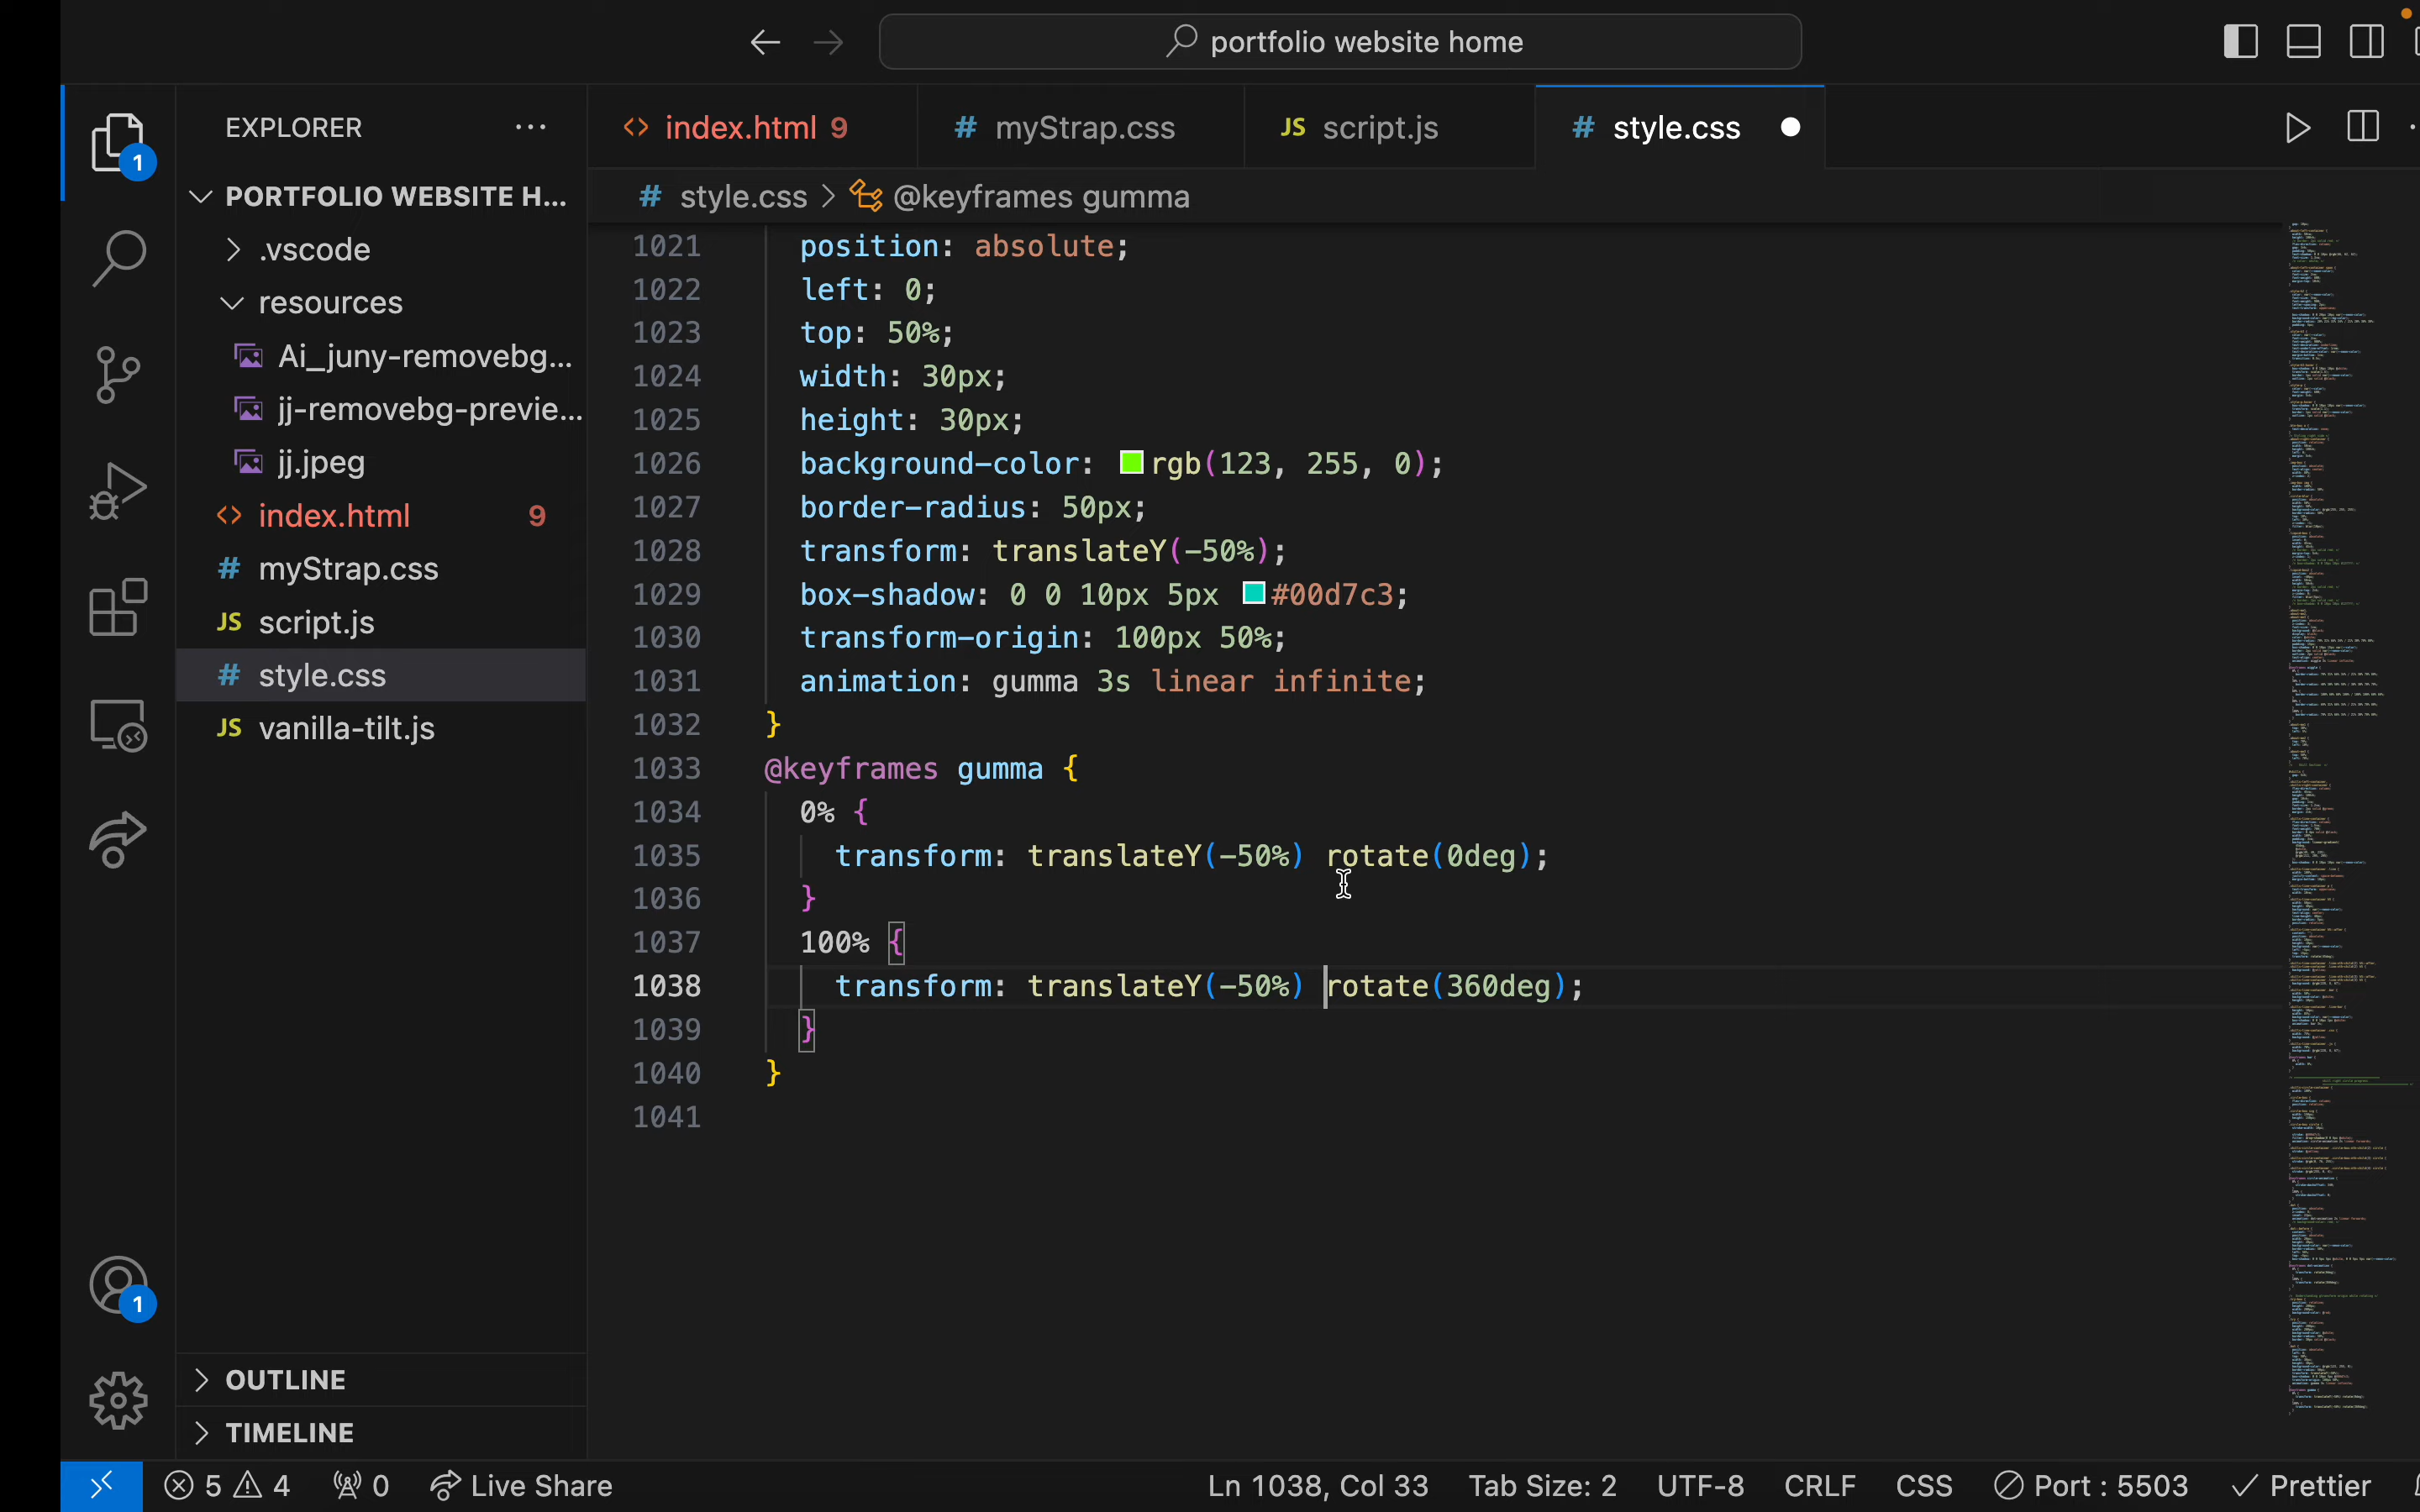 portfolio website home
EXPLORER
index.html 9
# myStrap.css
JS script.js
# style.css
1
PORTFOLIO WEBSITE H...
# style.css > @keyframes gumma
.vscode
resources
Ai_juny-removebg...
jj-removebg-previe...
jj.jpeg
index.html 9
# myStrap.css
JS script.js
# style.css
JS vanilla-tilt.js
1021 position: absolute;
1022 left: 0;
1023 top: 50%;
1024 width: 30px;
1025 height: 30px;
1026 background-color: rgb(123, 255, 0);
1027 border-radius: 50px;
1028 transform: translateY(-50%);
1029 box-shadow: 0 0 10px 5px #00d7c3;
1030 transform-origin: 100px 50%;
1031 animation: gumma 3s linear infinite;
1032 }
1033 @keyframes gumma {
1034 0% {
1035 transform: translateY(-50%) rotate(0deg);
1036 }
1037 100% {
1038 transform: translateY(-50%) rotate(360deg);
1039 }
1040 }
1041
1
OUTLINE
TIMELINE
5 4 0 Live Share Ln 1038, Col 33 Tab Size: 2 UTF-8 CRLF CSS Port : 5503 Prettier